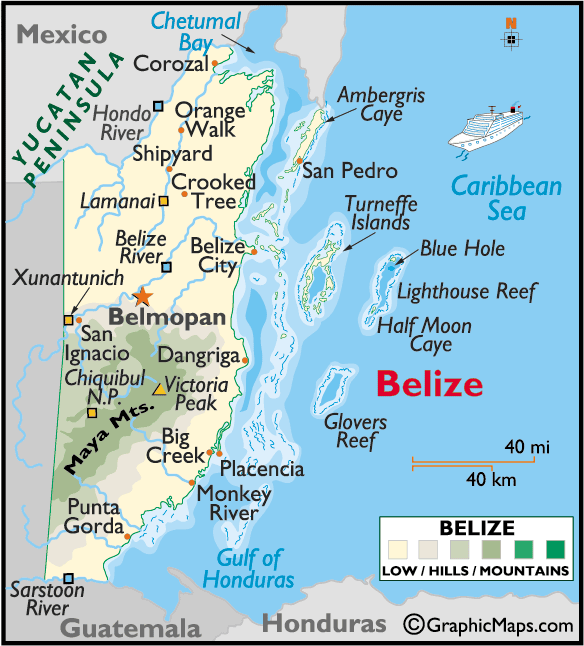 Mexico
Chetumal
Bay
N
Corozal
YUCATAN
PENINSULA
Hondo
River
Orange
Walk
Ambergris
Caye
Shipyard
San Pedro
Crooked
Tree
Caribbean
Sea
Lamanai
Turneffe
Islands
Belize
River
Belize
City
Blue Hole
Xunantunich
Lighthouse Reef
Belmopan
Half Moon
Caye
San
Ignacio
Dangriga
Chiquibul
N.P.
Victoria
Peak
Belize
Maya Mts.
Glovers
Reef
Big
Creek
Placencia
40 mi
40 km
Monkey
River
Punta
Gorda
BELIZE
LOW / HILLS / MOUNTAINS
Gulf of
Honduras
Sarstoon
River
Guatemala
Honduras
©GraphicMaps.com